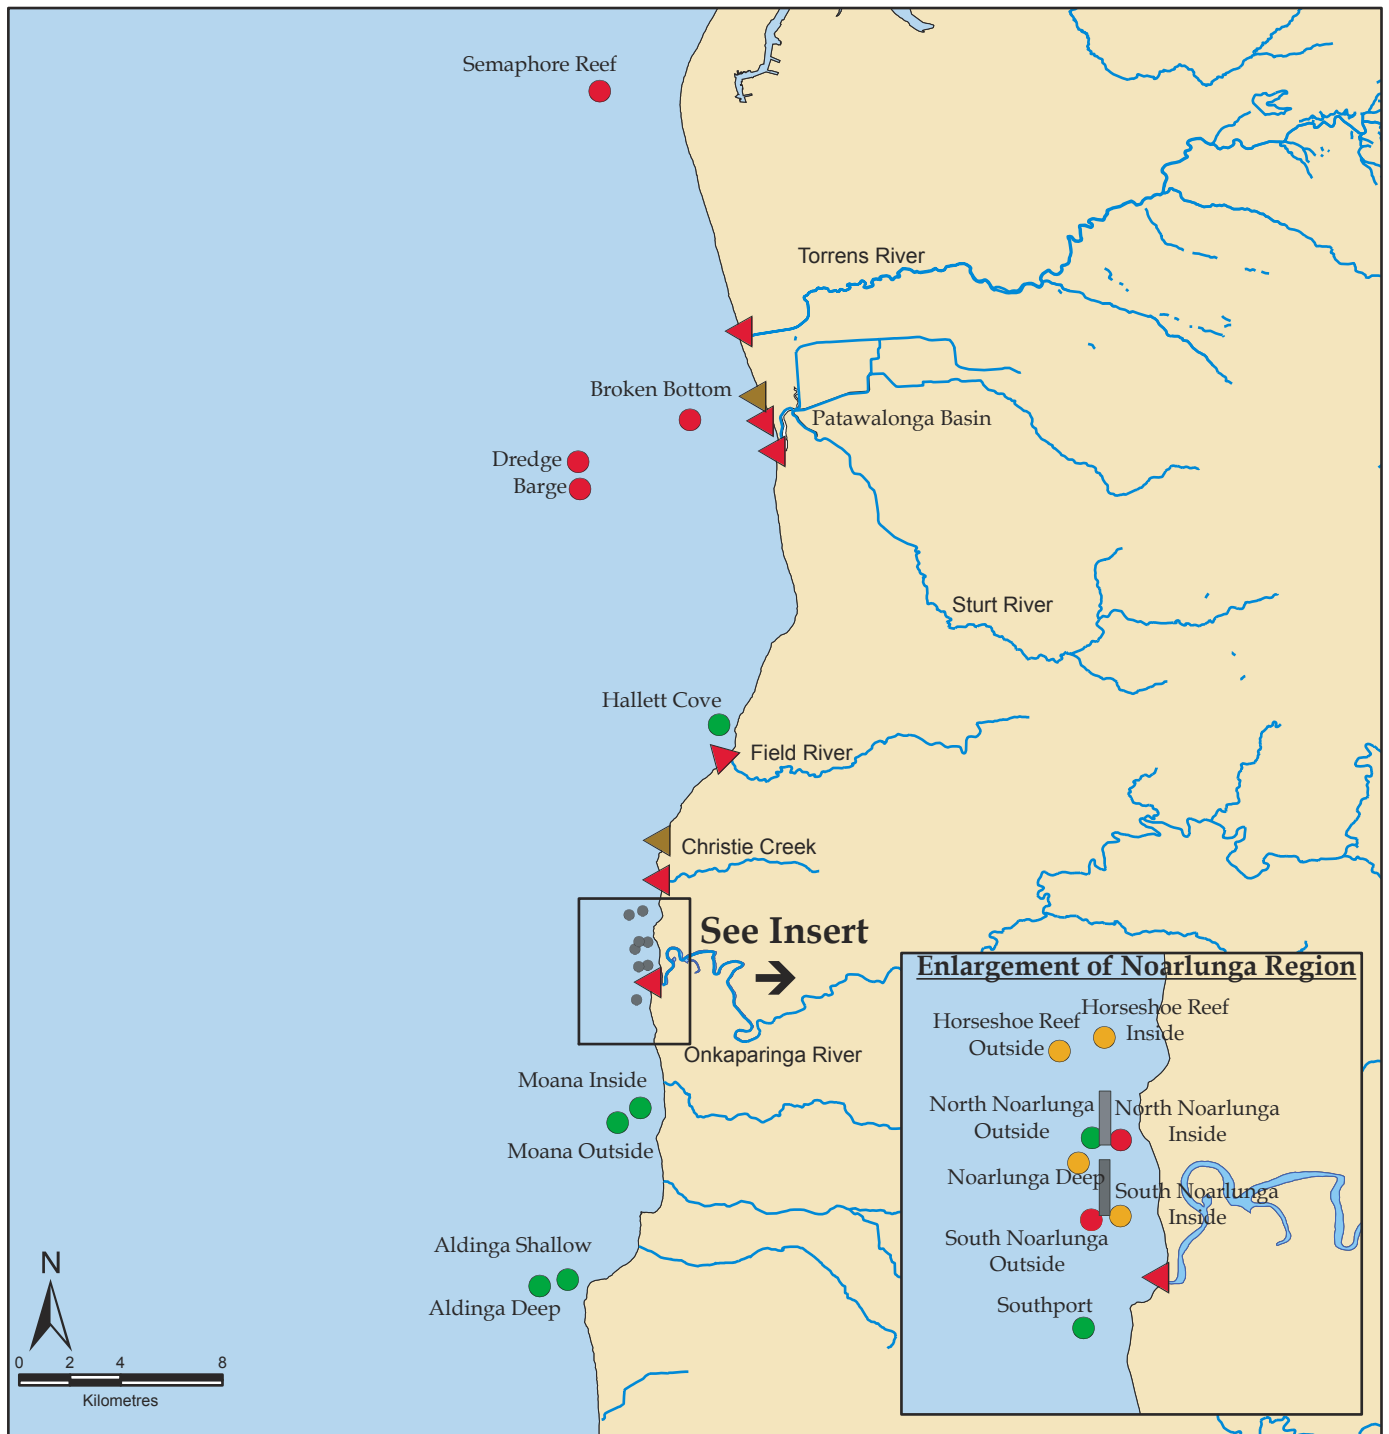 Semaphore Reef
Torrens River
Broken Bottom
Patawalonga Basin
Dredge
Barge
Sturt River
Hallett Cove
Field River
Christie Creek
See Insert
Onkaparinga River
Moana Inside
Moana Outside
Aldinga Shallow
Aldinga Deep
N
0 2 4 8
Kilometres
Enlargement of Noarlunga Region
Horseshoe Reef
Inside
Horseshoe Reef
Outside
North Noarlunga
Outside
North Noarlunga
Inside
Noarlunga Deep
South Noarlunga
Inside
South Noarlunga
Outside
Southport